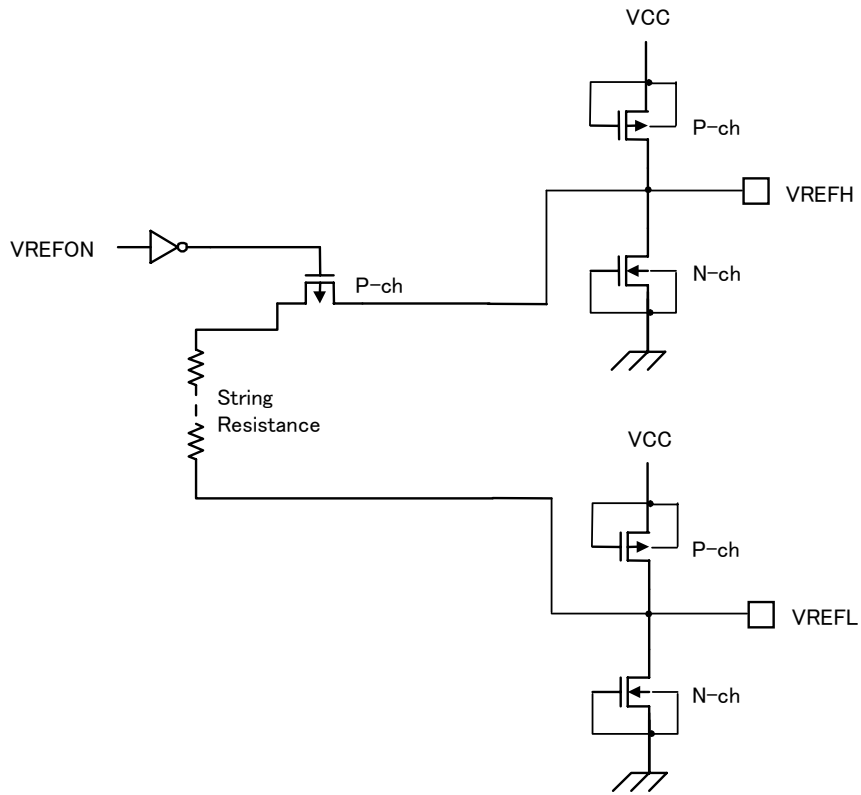 VCC
P-ch
VREFH
VREFON
N-ch
P-ch
String
Resistance
VCC
P-ch
VREFL
N-ch